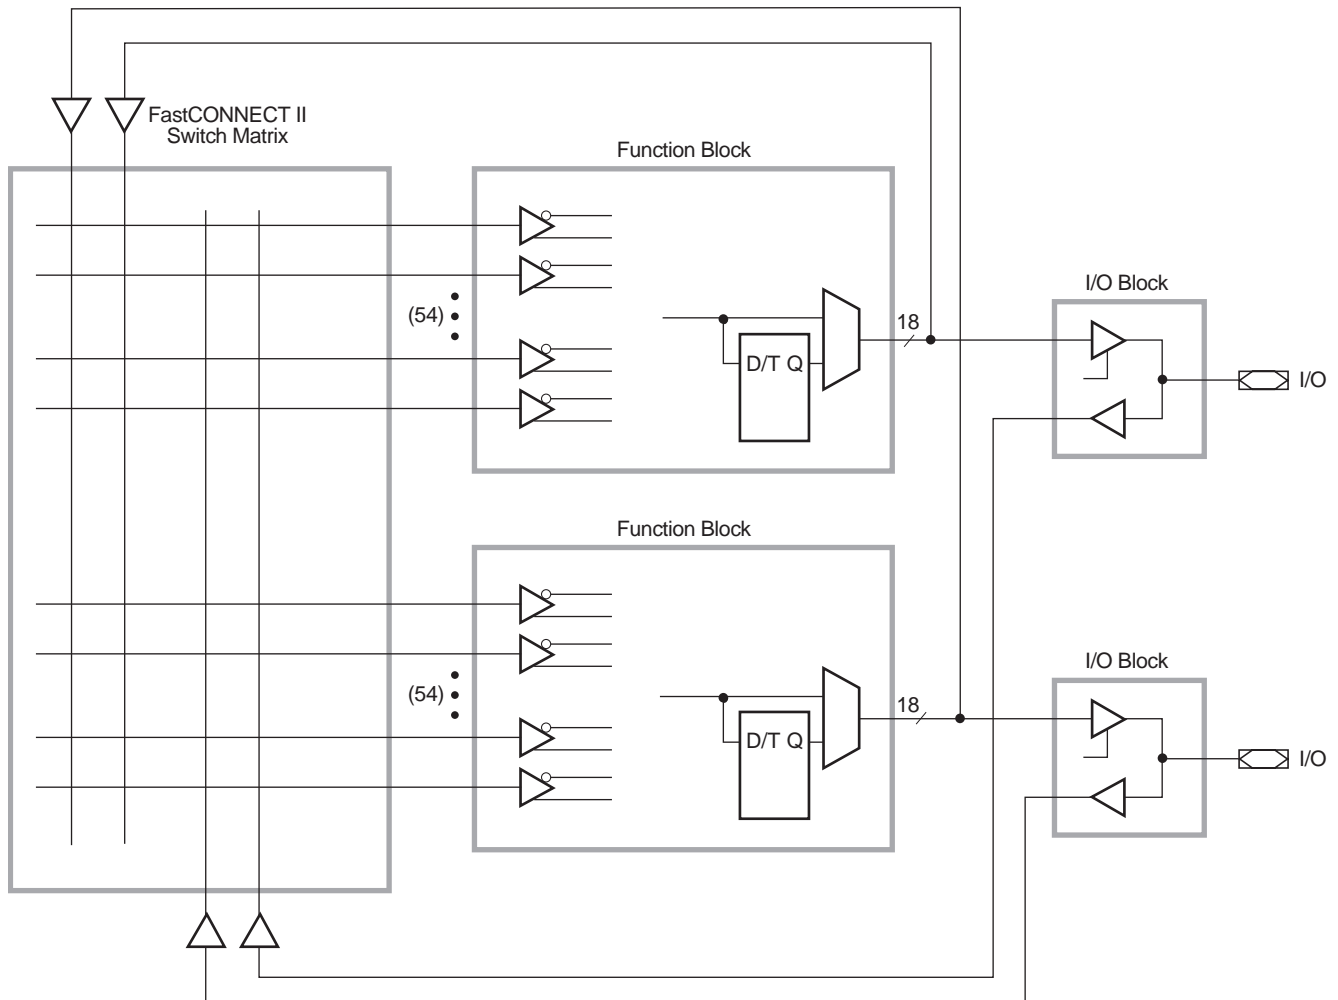 FastCONNECT II
Switch Matrix
Function Block
(54)
D/T Q
18
I/O Block
I/O
Function Block
(54)
D/T Q
18
I/O Block
I/O